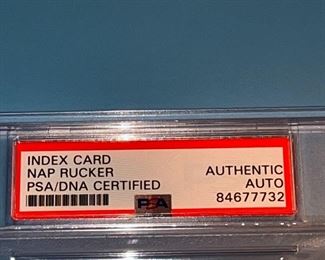 INDEX CARD
NAP RUCKER
PSA/DNA CERTIFIED
AUTHENTIC
AUTO
84677732
PSA